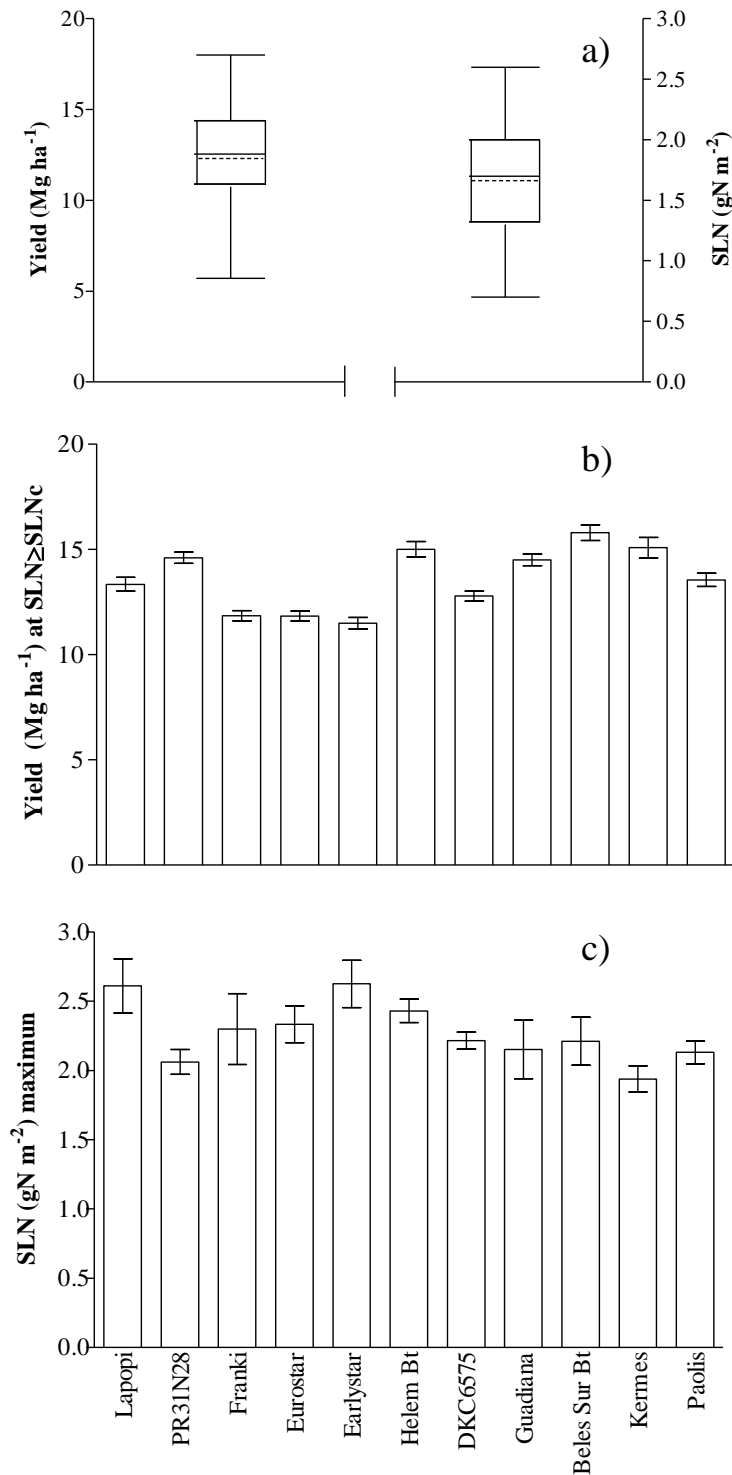 a)
Yield (Mg ha⁻¹)
20
15
10
5
0
SLN (gN m⁻²)
3.0
2.5
2.0
1.5
1.0
0.5
0.0
b)
Yield (Mg ha⁻¹) at SLN≥SLNc
20
15
10
5
0
c)
SLN (gN m⁻²) maximun
3.0
2.5
2.0
1.5
1.0
0.5
0.0
Lapopi
PR31N28
Franki
Eurostar
Earlystar
Helem Bt
DKC6575
Guadiana
Beles Sur Bt
Kermes
Paolis